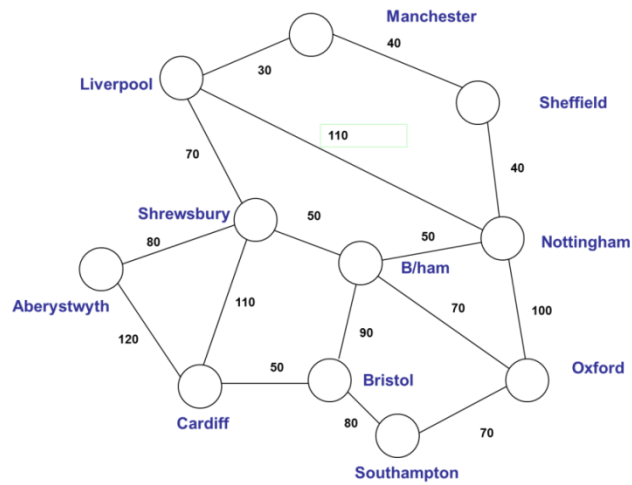 Manchester
40
30
Liverpool
Sheffield
110
70
40
Shrewsbury
50
50
80
Nottingham
B/ham
Aberystwyth
110
70
100
120
90
Oxford
50
Bristol
Cardiff
80
70
Southampton